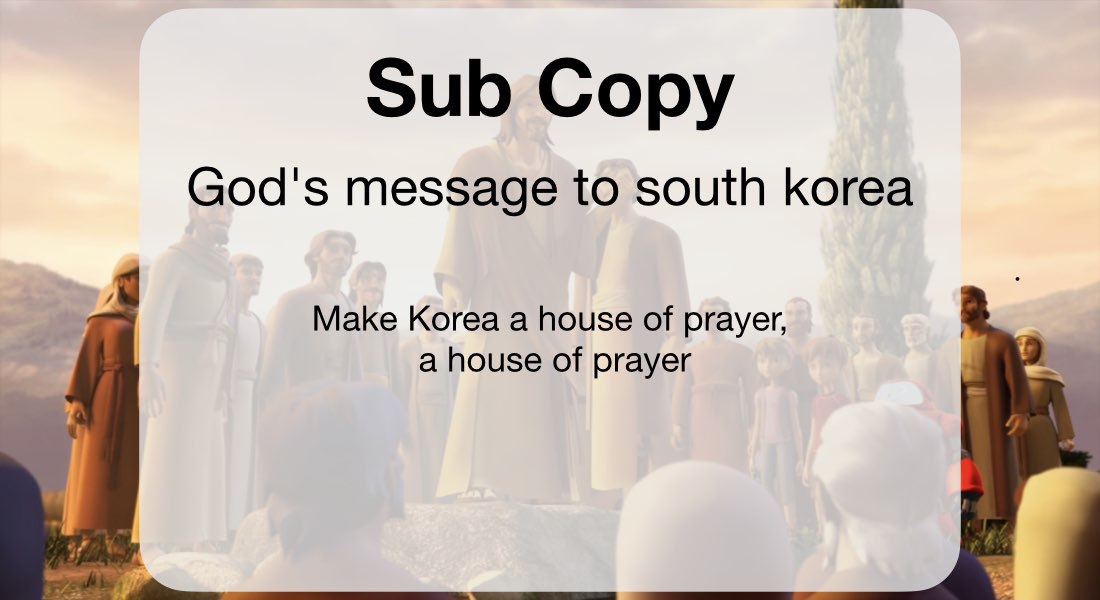 Sub Copy
God's message to south korea
Make Korea a house of prayer,
a house of prayer